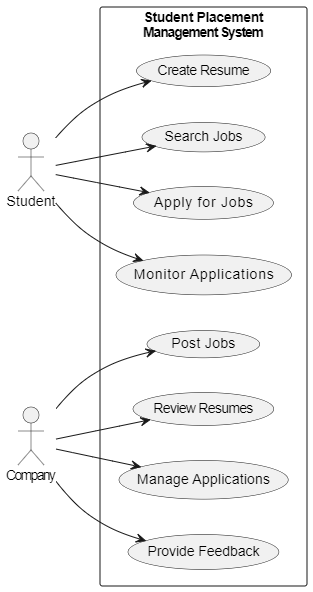 Student Placement
Management System
Create Resume
Search Jobs
Student
Apply for Jobs
Monitor Applications
Post Jobs
Review Resumes
Company
Manage Applications
Provide Feedback